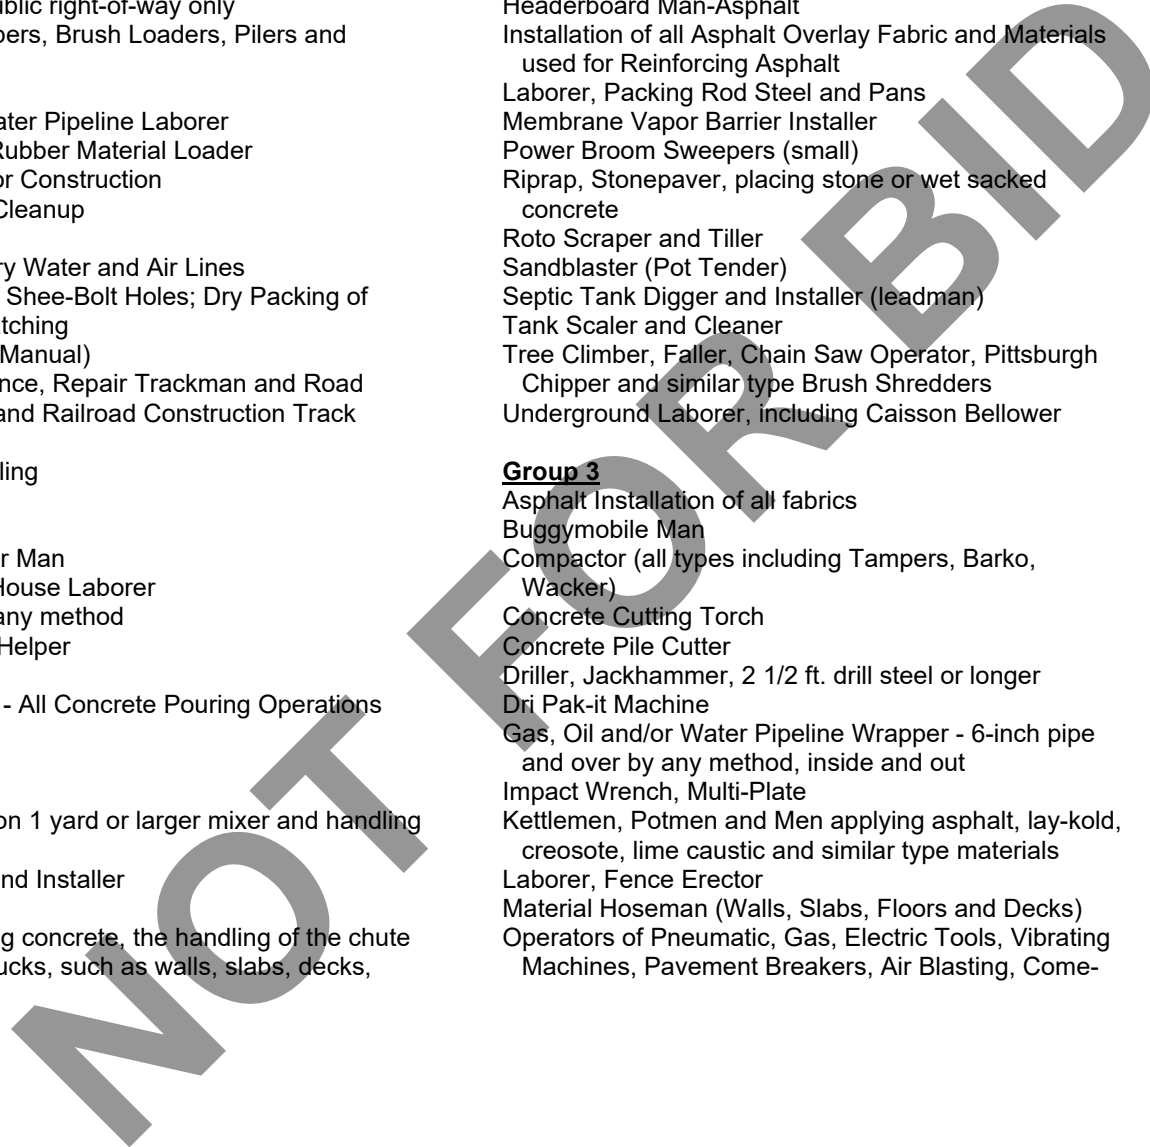 ublic right-of-way only
pers, Brush Loaders, Pilers and
ater Pipeline Laborer
Rubber Material Loader
or Construction
Cleanup
ry Water and Air Lines
Shee-Bolt Holes; Dry Packing of
tching
Manual)
nce, Repair Trackman and Road
and Railroad Construction Track
ling
r Man
House Laborer
any method
Helper
- All Concrete Pouring Operations
on 1 yard or larger mixer and handling
nd Installer
g concrete, the handling of the chute
ucks, such as walls, slabs, decks,
Headerboard Man-Asphalt
Installation of all Asphalt Overlay Fabric and Materials
used for Reinforcing Asphalt
Laborer, Packing Rod Steel and Pans
Membrane Vapor Barrier Installer
Power Broom Sweepers (small)
Riprap, Stonepaver, placing stone or wet sacked
concrete
Roto Scraper and Tiller
Sandblaster (Pot Tender)
Septic Tank Digger and Installer (leadman)
Tank Scaler and Cleaner
Tree Climber, Faller, Chain Saw Operator, Pittsburgh
Chipper and similar type Brush Shredders
Underground Laborer, including Caisson Bellower
Group 3
Asphalt Installation of all fabrics
Buggymobile Man
Compactor (all types including Tampers, Barko,
Wacker)
Concrete Cutting Torch
Concrete Pile Cutter
Driller, Jackhammer, 2 1/2 ft. drill steel or longer
Dri Pak-it Machine
Gas, Oil and/or Water Pipeline Wrapper - 6-inch pipe
and over by any method, inside and out
Impact Wrench, Multi-Plate
Kettlemen, Potmen and Men applying asphalt, lay-kold,
creosote, lime caustic and similar type materials
Laborer, Fence Erector
Material Hoseman (Walls, Slabs, Floors and Decks)
Operators of Pneumatic, Gas, Electric Tools, Vibrating
Machines, Pavement Breakers, Air Blasting, Come-
NOT FOR BID